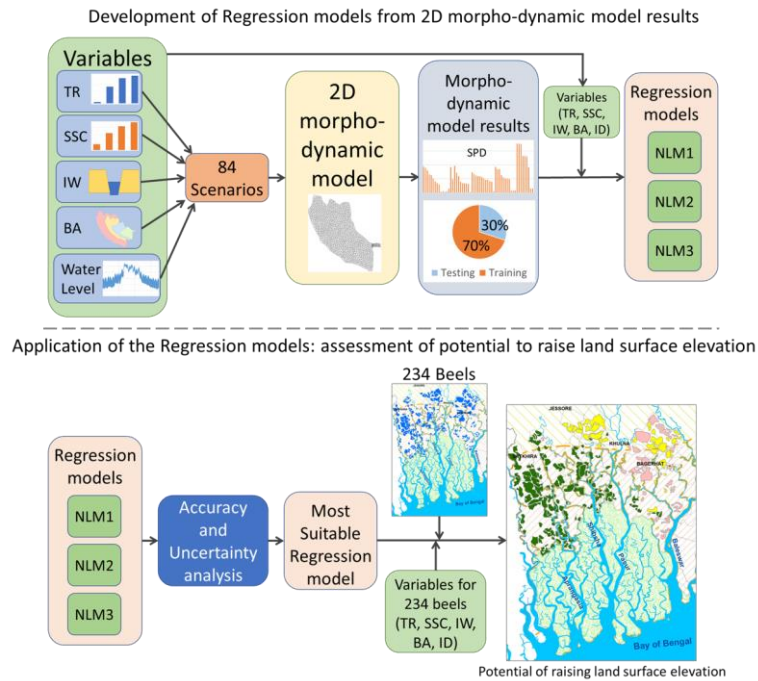 Development of Regression models from 2D morpho-dynamic model results
Variables
TR
SSC
IW
BA
Water
Level
84
Scenarios
2D
morpho-
dynamic
model
Morpho-
dynamic
model results
SPD
30%
70%
Testing
Training
Variables
(TR, SSC,
IW, BA, ID)
Regression
models
NLM1
NLM2
NLM3
Application of the Regression models: assessment of potential to raise land surface elevation
Regression
models
NLM1
NLM2
NLM3
Accuracy
and
Uncertainty
analysis
Most
Suitable
Regression
model
234 Beels
Bay of Bengal
Variables for
234 beels
(TR, SSC, IW,
BA, ID)
JESSORE
KHULNA
KHIRA
BAGERHAT
Baleswar
Bay of Bengal
Potential of raising land surface elevation